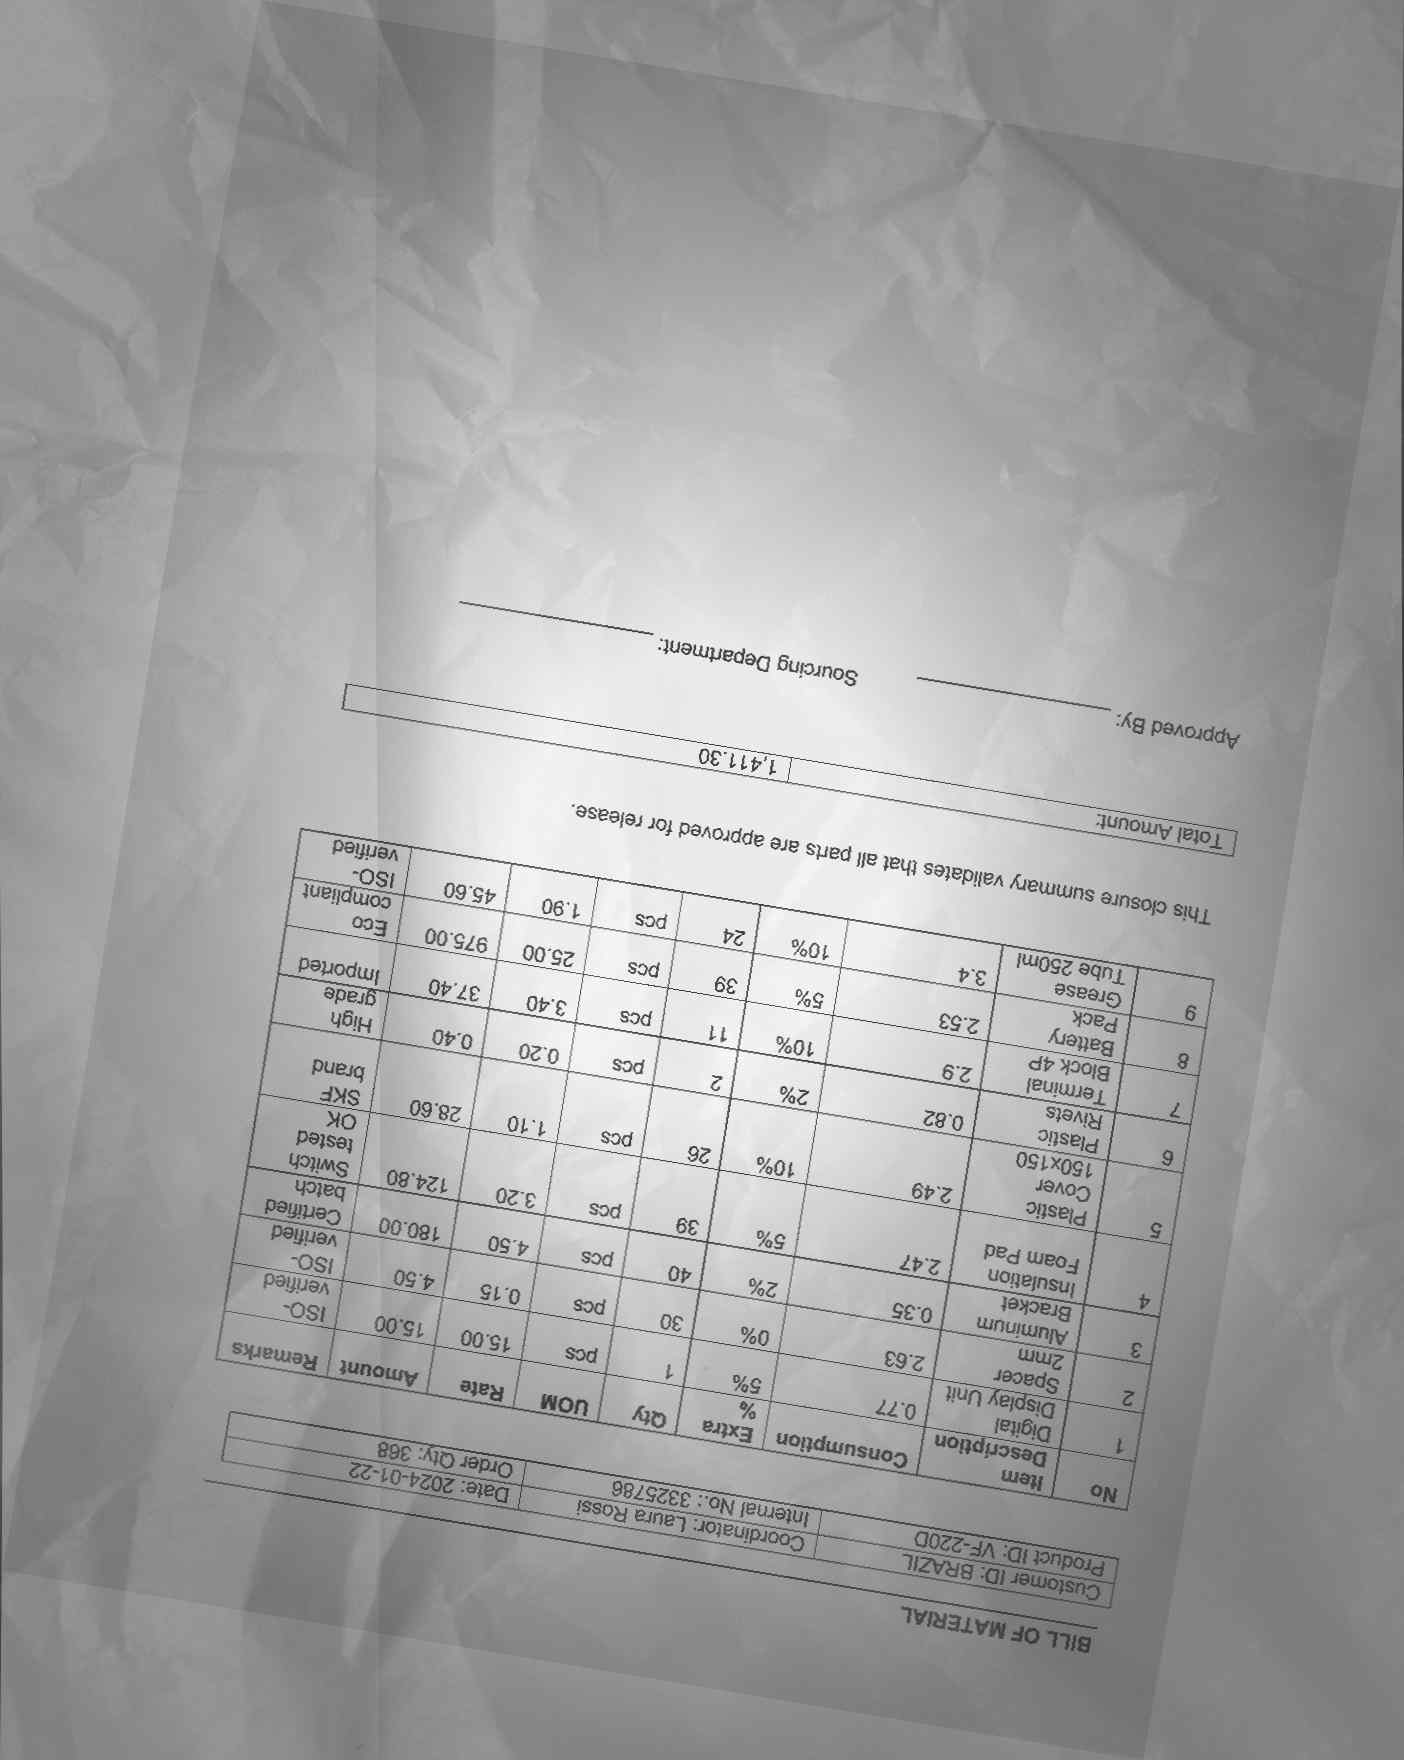 BILL OF MATERIAL
Customer ID: BRAZIL Coordinator: Laura Rossi Date: 2024-01-22
Product ID: VF-220D Internal No.: 3325786 Order Qty: 368
No Item Consumption Extra Qty UOM Rate Amount Remarks
Description %
1 Digital 0.77 5% 1 pcs 15.00 15.00 ISO-
Display Unit verified
2 Spacer 2.63 0% 30 pcs 0.15 4.50 ISO-
2mm verified
3 Aluminum 0.35 2% 40 pcs 4.50 180.00 Certified
Bracket batch
4 Insulation 2.47 5% 39 pcs 3.20 124.80 Switch
Foam Pad tested
OK
5 Plastic 2.49 10% 26 pcs 1.10 28.60 SKF
Cover brand
150x150
6 Plastic 0.82 2% 2 pcs 0.20 0.40 High
Rivets grade
7 Terminal 2.9 10% 11 pcs 3.40 37.40 Imported
Block 4P
8 Battery 2.53 5% 39 pcs 25.00 975.00 Eco
Pack compliant
9 Grease 3.4 10% 24 pcs 1.90 45.60 ISO-
Tube 250ml verified
This closure summary validates that all parts are approved for release.
Total Amount: 1,411.30
Approved By: Sourcing Department: